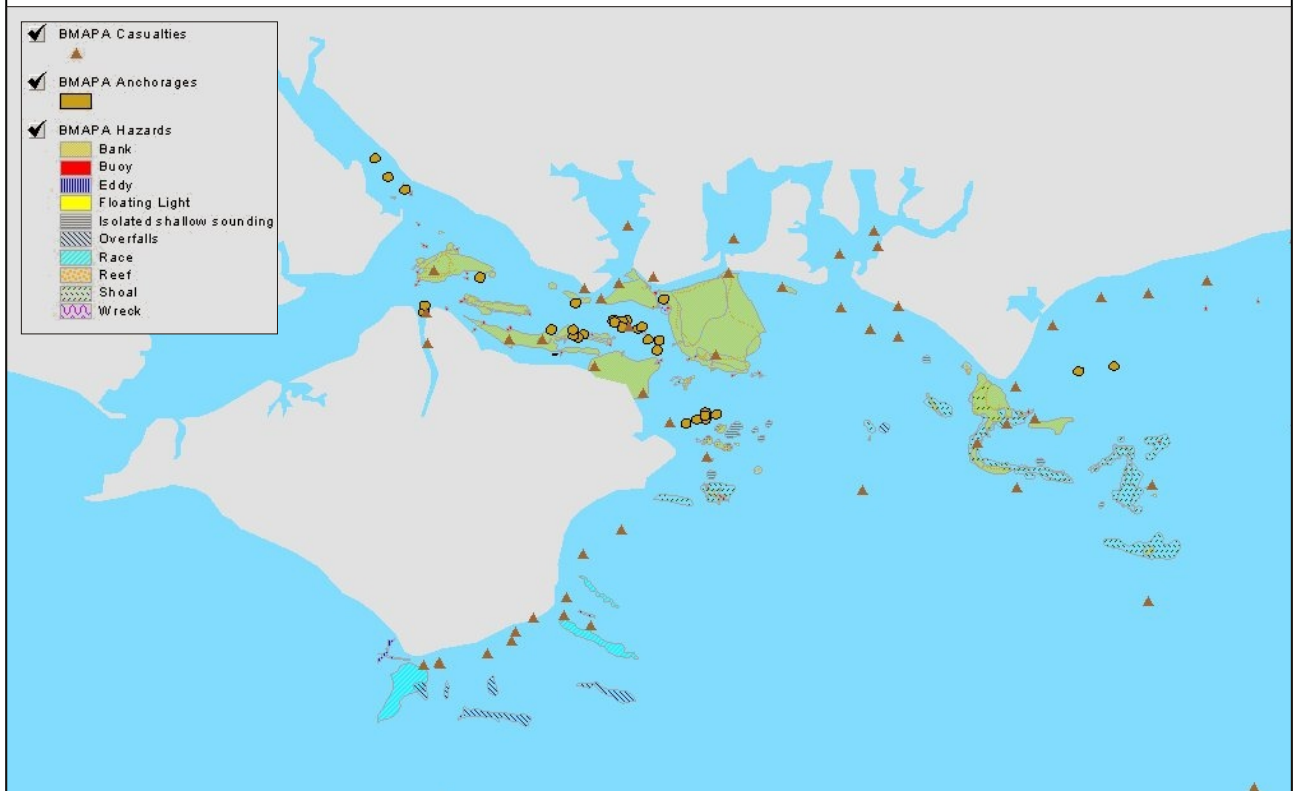 BMAPA Casualties
BMAPA Anchorages
BMAPA Hazards
Bank
Buoy
Eddy
Floating Light
Isolated shallow sounding
Overfalls
Race
Reef
Shoal
Wreck